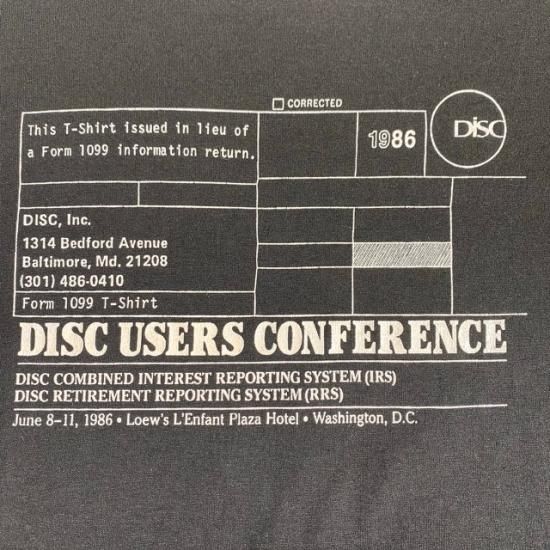 CORRECTED
This T-Shirt issued in lieu of
a Form 1099 information return.
1986
DISC
DISC, Inc.
1314 Bedford Avenue
Baltimore, Md. 21208
(301) 486-0410
Form 1099 T-Shirt
DISC USERS CONFERENCE
DISC COMBINED INTEREST REPORTING SYSTEM (IRS)
DISC RETIREMENT REPORTING SYSTEM (RRS)
June 8-11, 1986 • Loew's L'Enfant Plaza Hotel • Washington, D.C.